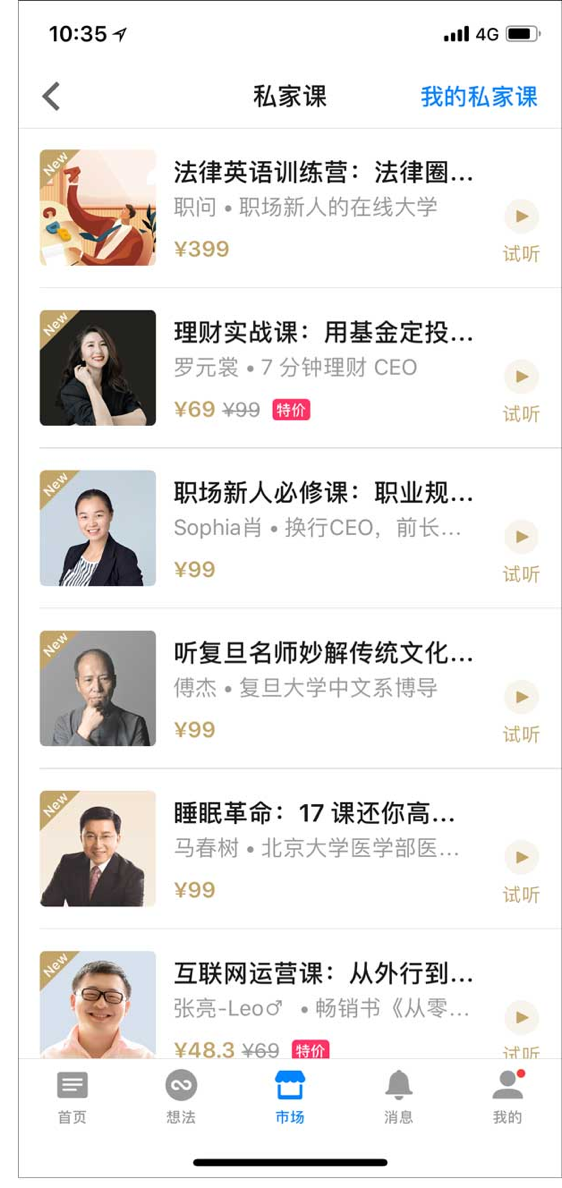 10:35
4G
私家课
我的私家课
New
法律英语训练营：法律圈...
职问 • 职场新人的在线大学
¥399
试听
New
理财实战课：用基金定投...
罗元裳 • 7 分钟理财 CEO
¥69 ¥99 特价
试听
New
职场新人必修课：职业规...
Sophia肖 • 换行CEO，前长...
¥99
试听
New
听复旦名师妙解传统文化...
傅杰 • 复旦大学中文系博导
¥99
试听
New
睡眠革命：17 课还你高...
马春树 • 北京大学医学部医...
¥99
试听
New
互联网运营课：从外行到...
张亮-Leo♂ • 畅销书《从零...
¥48.3 ¥69 特价
试听
首页
想法
市场
消息
我的